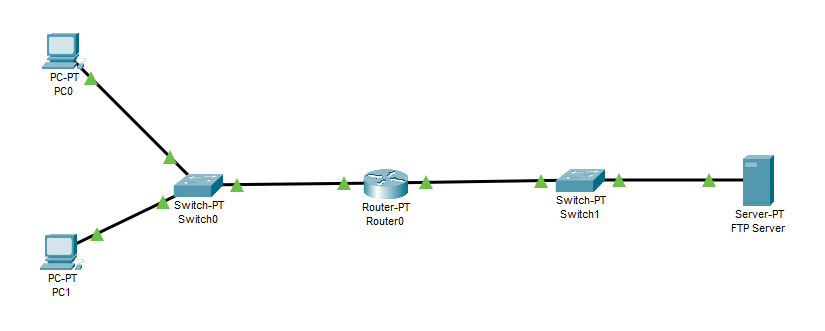 PC-PT
PC0
Switch-PT
Switch0
Router-PT
Router0
Switch-PT
Switch1
Server-PT
FTP Server
PC-PT
PC1